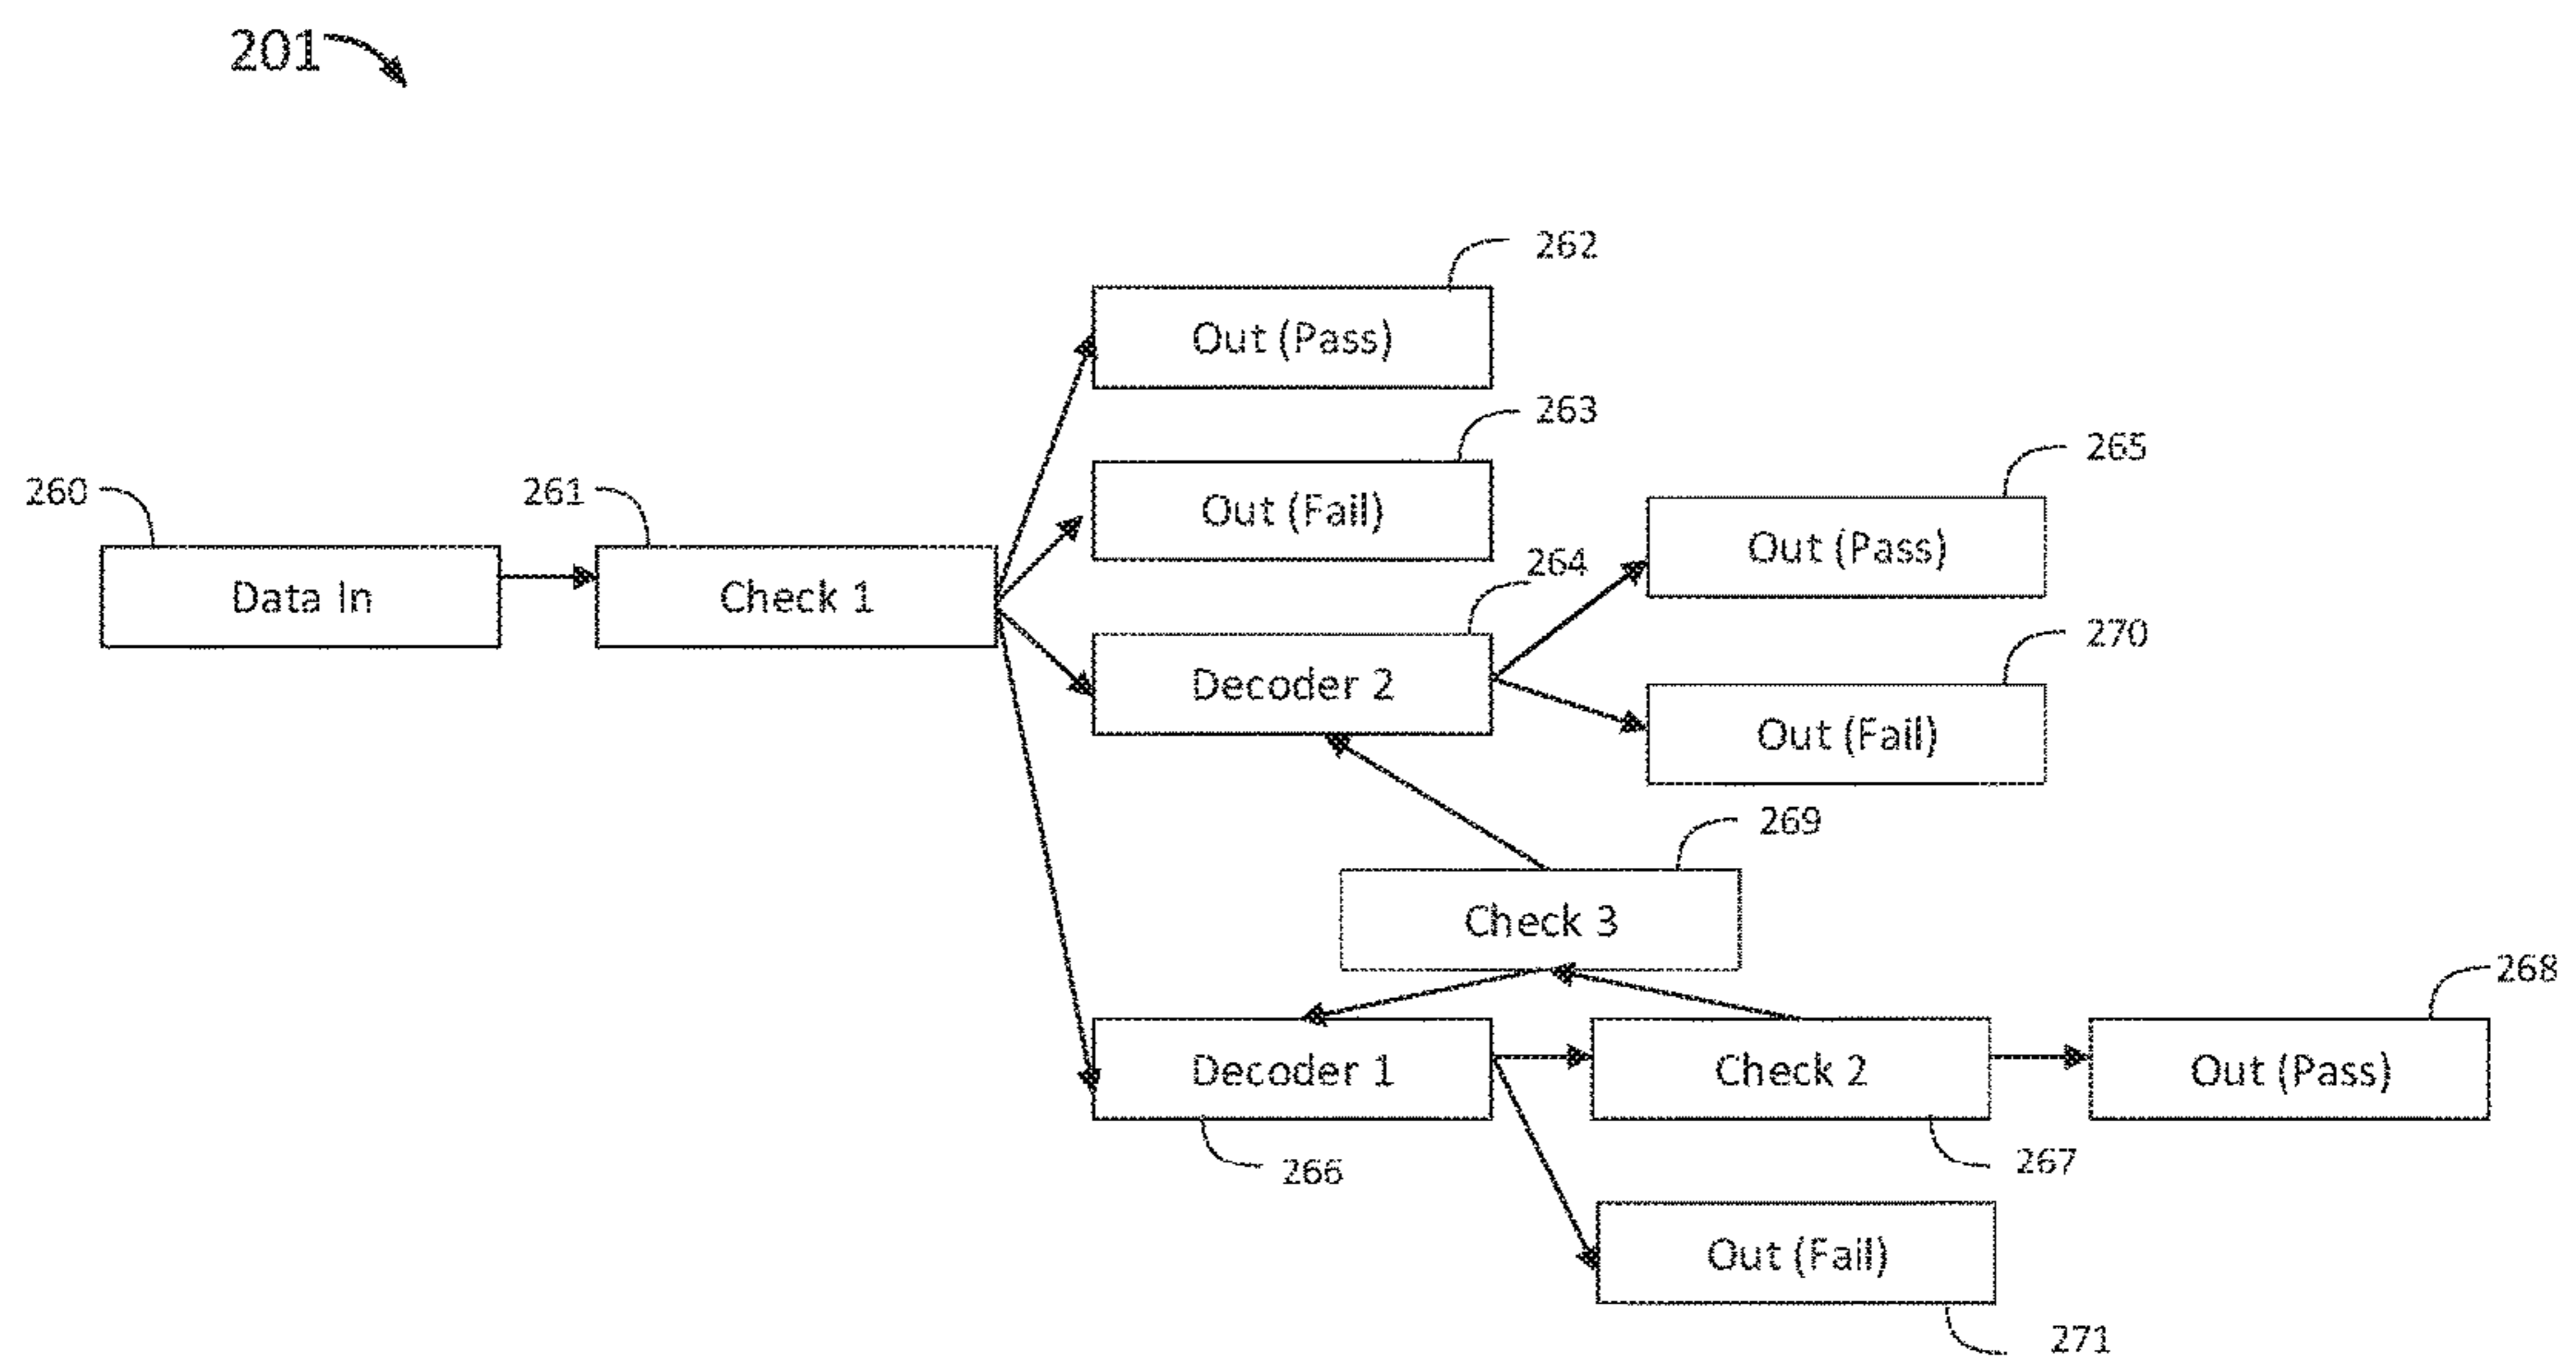 201
262
Out (Pass)
263
Out (Fail)
260
261
265
264
Out (Pass)
Data In
Check 1
270
Decoder 2
Out (Fail)
269
Check 3
268
Decoder 1
Check 2
Out (Pass)
266
267
Out (Fail)
271